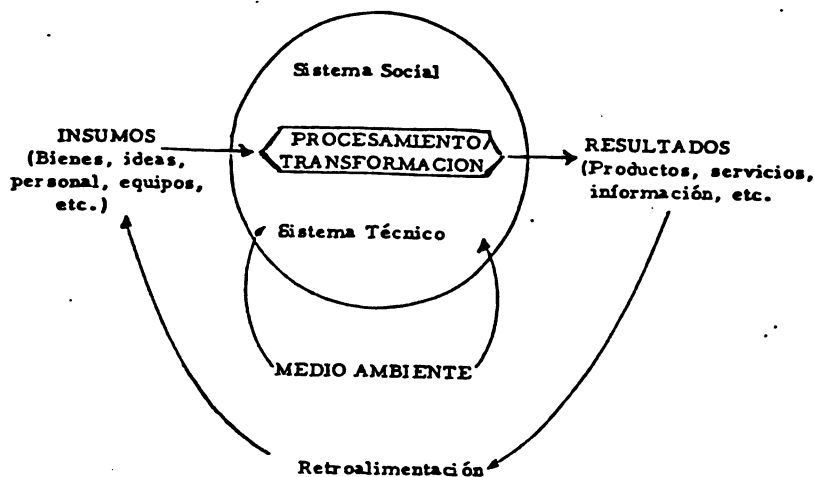 Sistema Social
INSUMOS
(Bienes, ideas,
personal, equipos,
etc.)
PROCESAMIENTO/
TRANSFORMACION
RESULTADOS
(Productos, servicios,
información, etc.
Sistema Técnico
MEDIO AMBIENTE
Retroalimentación